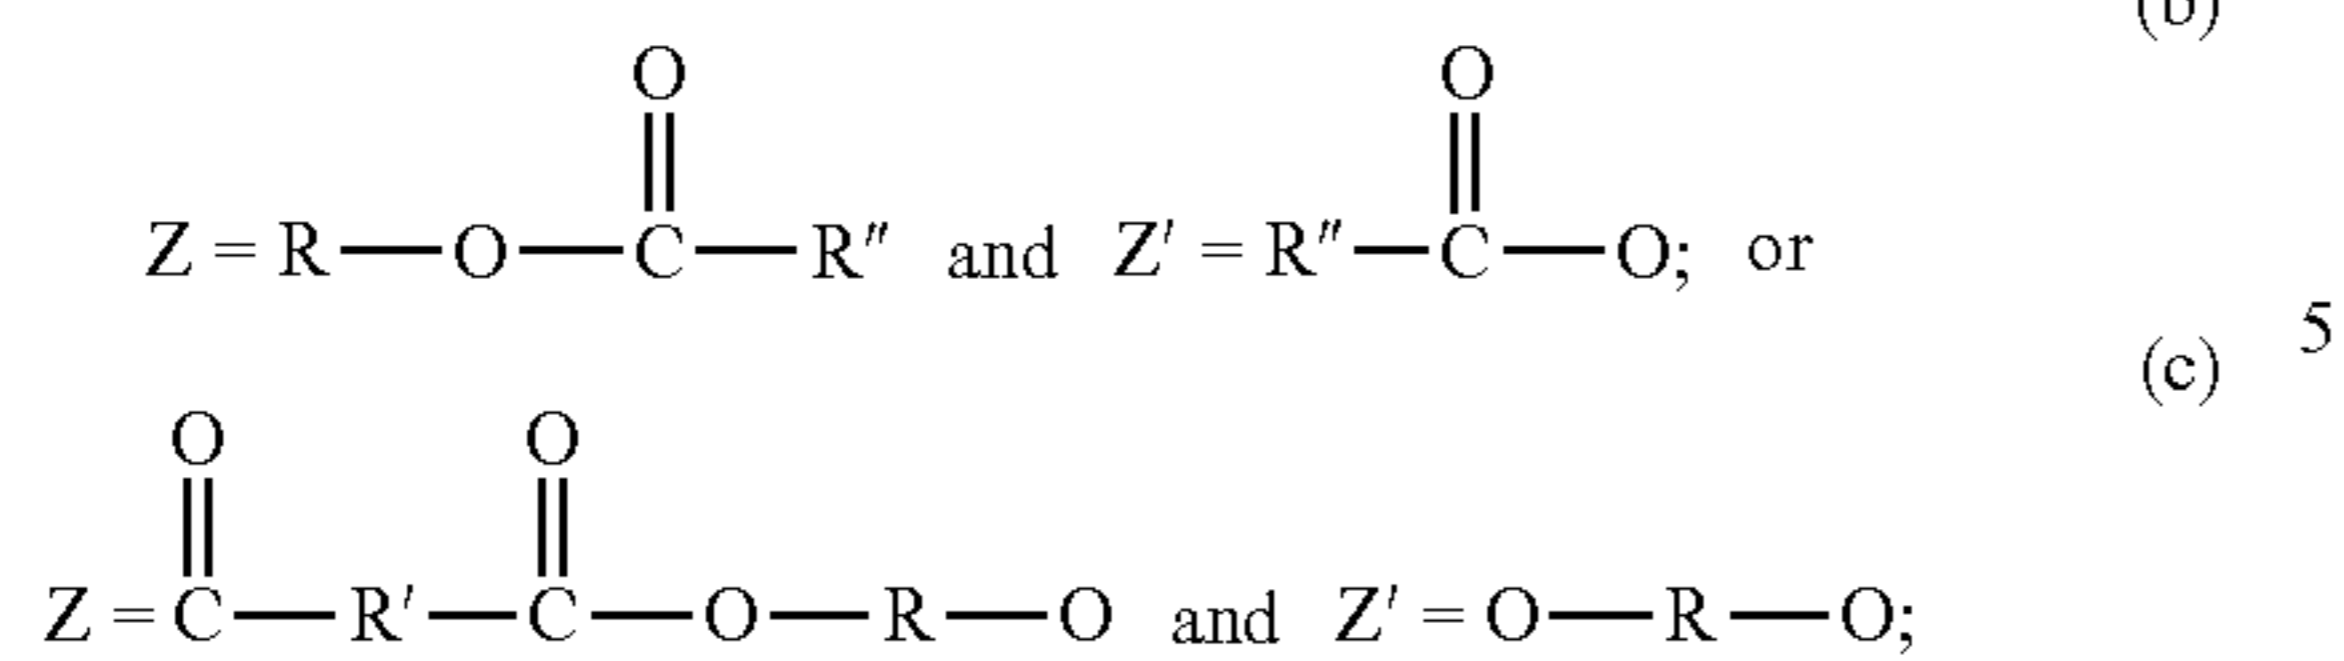 (b)
O O
Z = R—O—C—R″ and Z′ = R″—C—O; or
5
(c)
O O
Z = C—R′—C—O—R—O and Z′ = O—R—O;